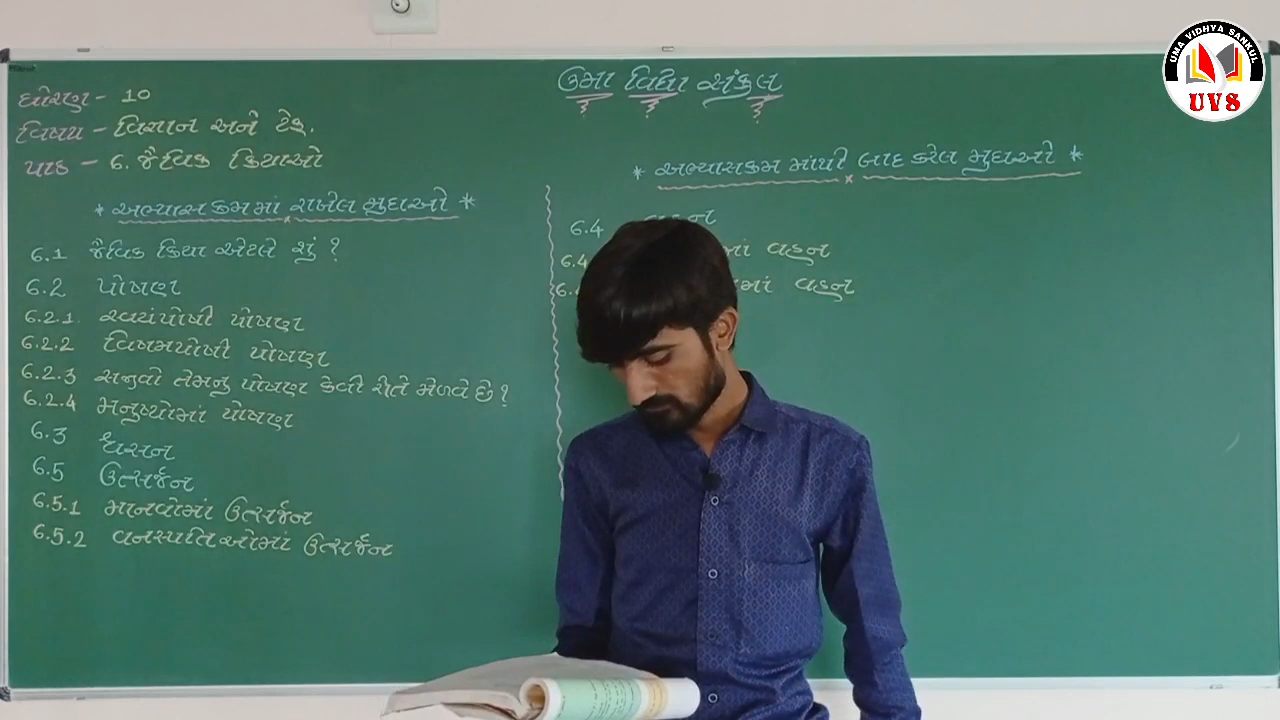 ઉમા વિદ્યા સંકુલ
UMA VIDHYA SANKUL
UVS
ધોરણ - 10
વિષય - વિજ્ઞાન અને ટેક.
પાઠ - 6. જૈવિક ક્રિયાઓ
* અભ્યાસક્રમમાં રાખેલ મુદ્દાઓ *
6.1 જૈવિક ક્રિયા એટલે શું ?
6.2 પોષણ
6.2.1 સ્વયંપોષી પોષણ
6.2.2 વિષમપોષી પોષણ
6.2.3 સજીવો તેમનુ પોષણ કેવી રીતે મેળવે છે ?
6.2.4 મનુષ્યોમાં પોષણ
6.3 શ્વસન
6.5 ઉત્સર્જન
6.5.1 માનવોમાં ઉત્સર્જન
6.5.2 વનસ્પતિઓમાં ઉત્સર્જન
* અભ્યાસક્રમ માંથી બાદ કરેલ મુદ્દાઓ *
6.4
વહન
વહન